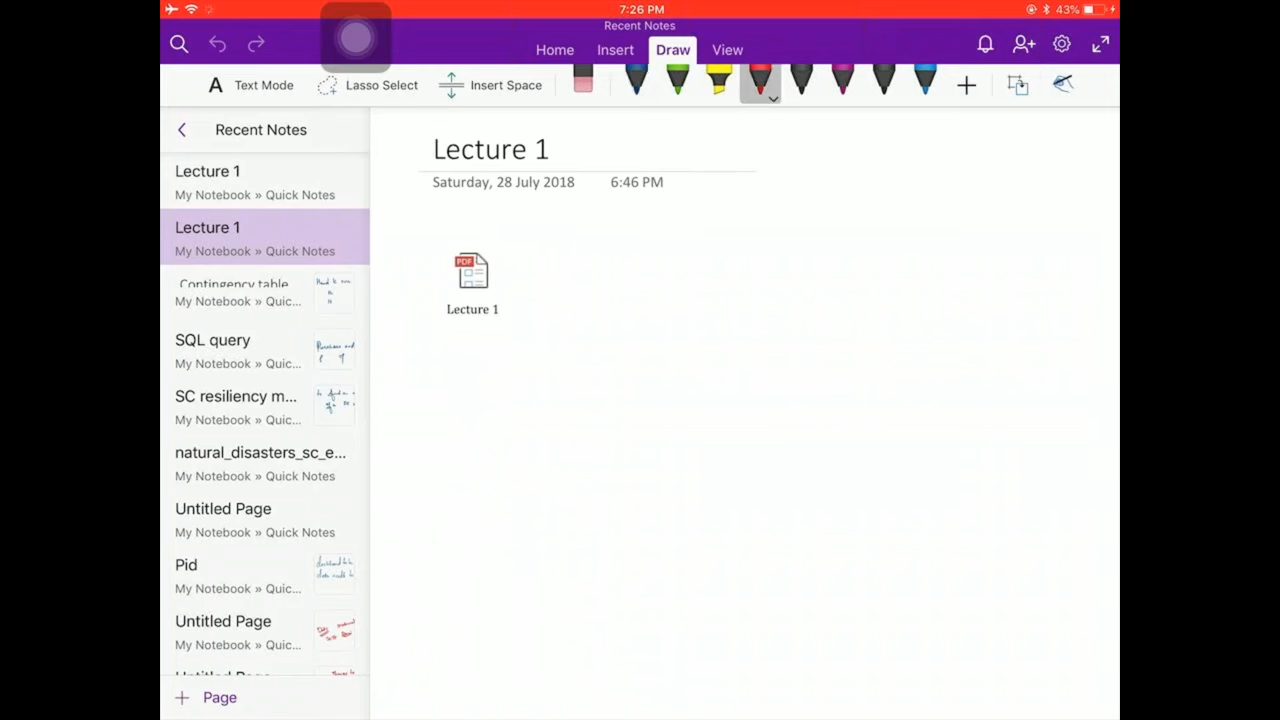 7:26 PM
43%
Recent Notes
Home Insert Draw View
A Text Mode Lasso Select Insert Space
Recent Notes
Lecture 1
My Notebook » Quick Notes
Lecture 1
My Notebook » Quick Notes
Contingency table
My Notebook » Quic...
SQL query
My Notebook » Quic...
SC resiliency m...
My Notebook » Quic...
natural_disasters_sc_e...
My Notebook » Quick Notes
Untitled Page
My Notebook » Quick Notes
Pid
My Notebook » Quic...
Untitled Page
My Notebook » Quic...
Untitled Page
+ Page
Lecture 1
Saturday, 28 July 2018 6:46 PM
PDF
Lecture 1